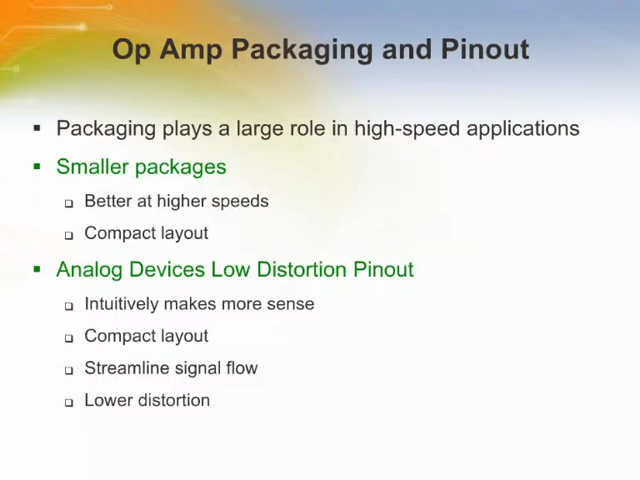 Op Amp Packaging and Pinout
▪ Packaging plays a large role in high-speed applications
▪ Smaller packages
❑ Better at higher speeds
❑ Compact layout
▪ Analog Devices Low Distortion Pinout
❑ Intuitively makes more sense
❑ Compact layout
❑ Streamline signal flow
❑ Lower distortion